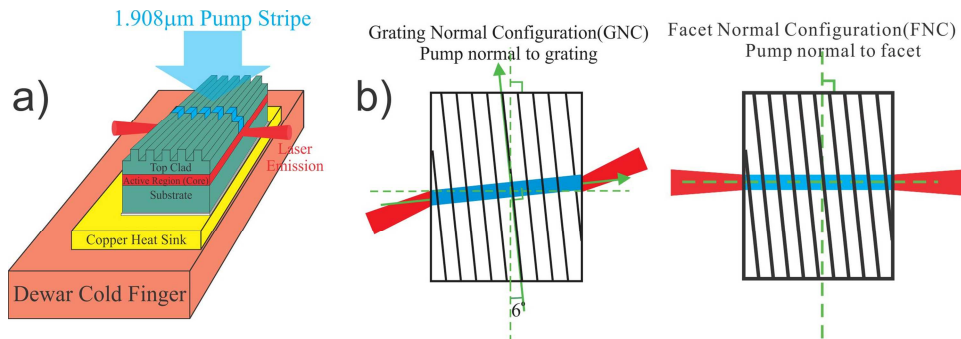 a)
1.908μm Pump Stripe
Laser
Emission
Top Clad
Active Region (Core)
Substrate
Copper Heat Sink
Dewar Cold Finger
b)
Grating Normal Configuration(GNC)
Pump normal to grating
6°
Facet Normal Configuration(FNC)
Pump normal to facet